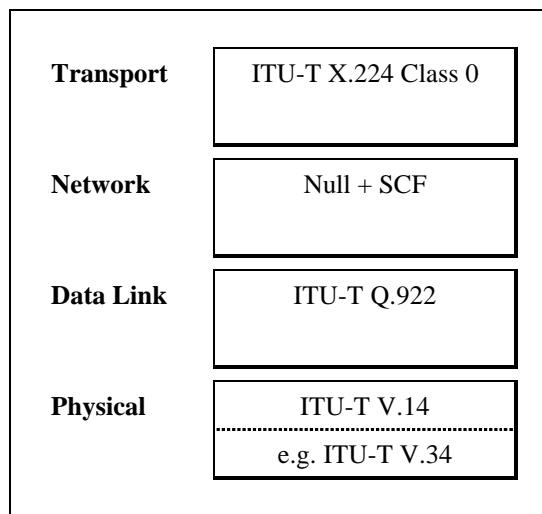 Transport ITU-T X.224 Class 0
Network Null + SCF
Data Link ITU-T Q.922
Physical ITU-T V.14
e.g. ITU-T V.34